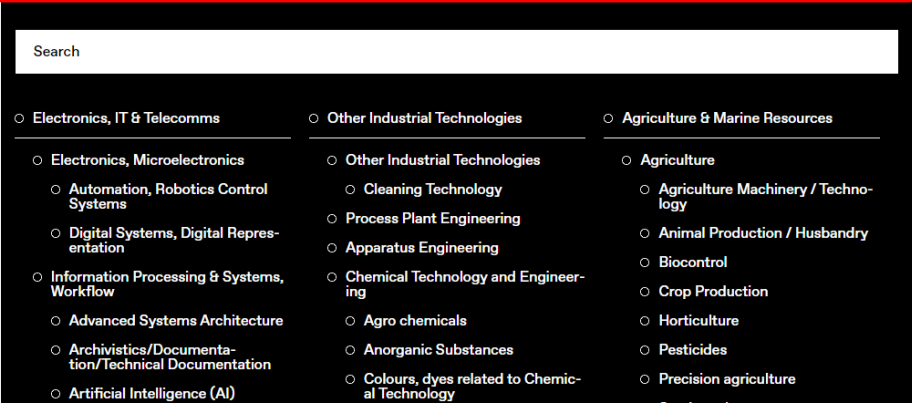 Search
Electronics, IT & Telecomms
Electronics, Microelectronics
Automation, Robotics Control
Systems
Digital Systems, Digital Repres-
entation
Information Processing & Systems,
Workflow
Advanced Systems Architecture
Archivistics/Documenta-
tion/Technical Documentation
Artificial Intelligence (AI)
Other Industrial Technologies
Other Industrial Technologies
Cleaning Technology
Process Plant Engineering
Apparatus Engineering
Chemical Technology and Engineer-
ing
Agro chemicals
Anorganic Substances
Colours, dyes related to Chemic-
al Technology
Agriculture & Marine Resources
Agriculture
Agriculture Machinery / Techno-
logy
Animal Production / Husbandry
Biocontrol
Crop Production
Horticulture
Pesticides
Precision agriculture